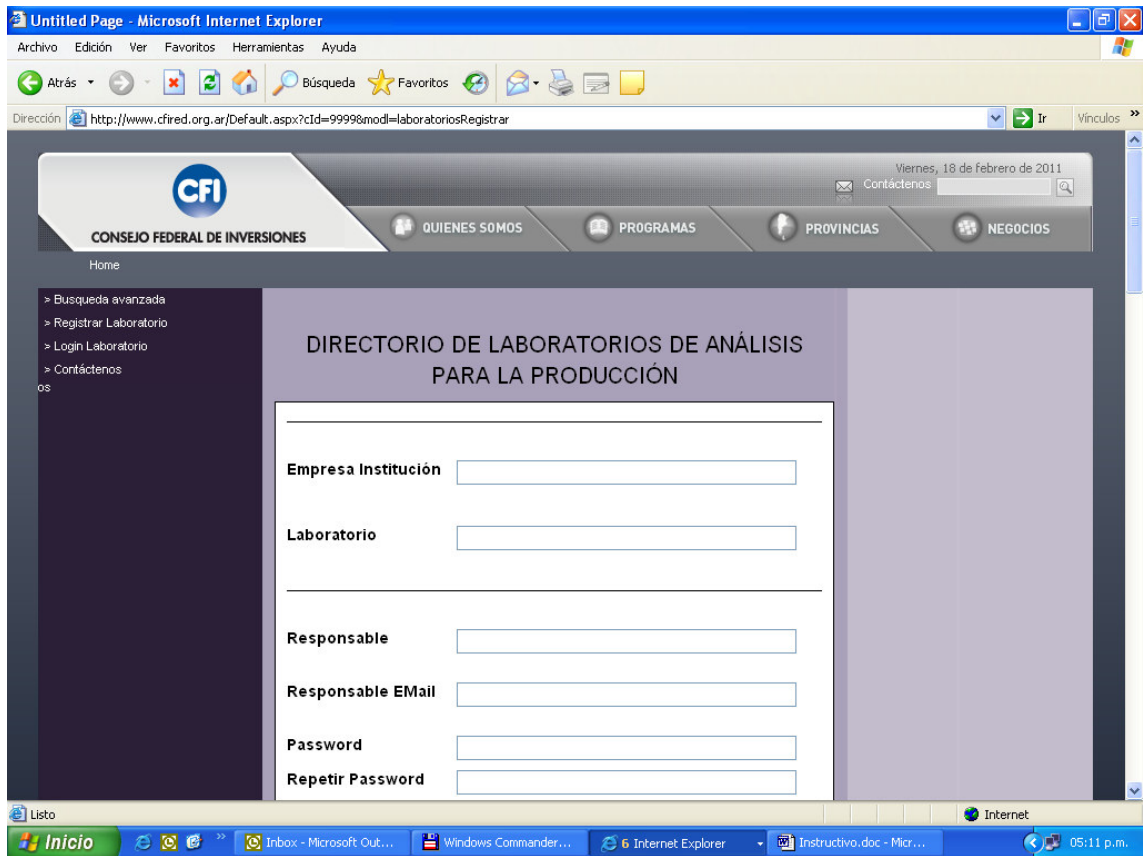 Untitled Page - Microsoft Internet Explorer
Archivo Edición Ver Favoritos Herramientas Ayuda
Atrás Búsqueda Favoritos
Dirección http://www.cfired.org.ar/Default.aspx?cId=9999&modl=laboratoriosRegistrar Ir Vínculos »
Viernes, 18 de febrero de 2011
Contáctenos
CFI
CONSEJO FEDERAL DE INVERSIONES
QUIENES SOMOS PROGRAMAS PROVINCIAS NEGOCIOS
Home
> Busqueda avanzada
> Registrar Laboratorio
> Login Laboratorio
> Contáctenos
os
DIRECTORIO DE LABORATORIOS DE ANÁLISIS
PARA LA PRODUCCIÓN
Empresa Institución
Laboratorio
Responsable
Responsable EMail
Password
Repetir Password
Listo Internet
Inicio » Inbox - Microsoft Out... Windows Commander... 6 Internet Explorer Instructivo.doc - Micr... 05:11 p.m.